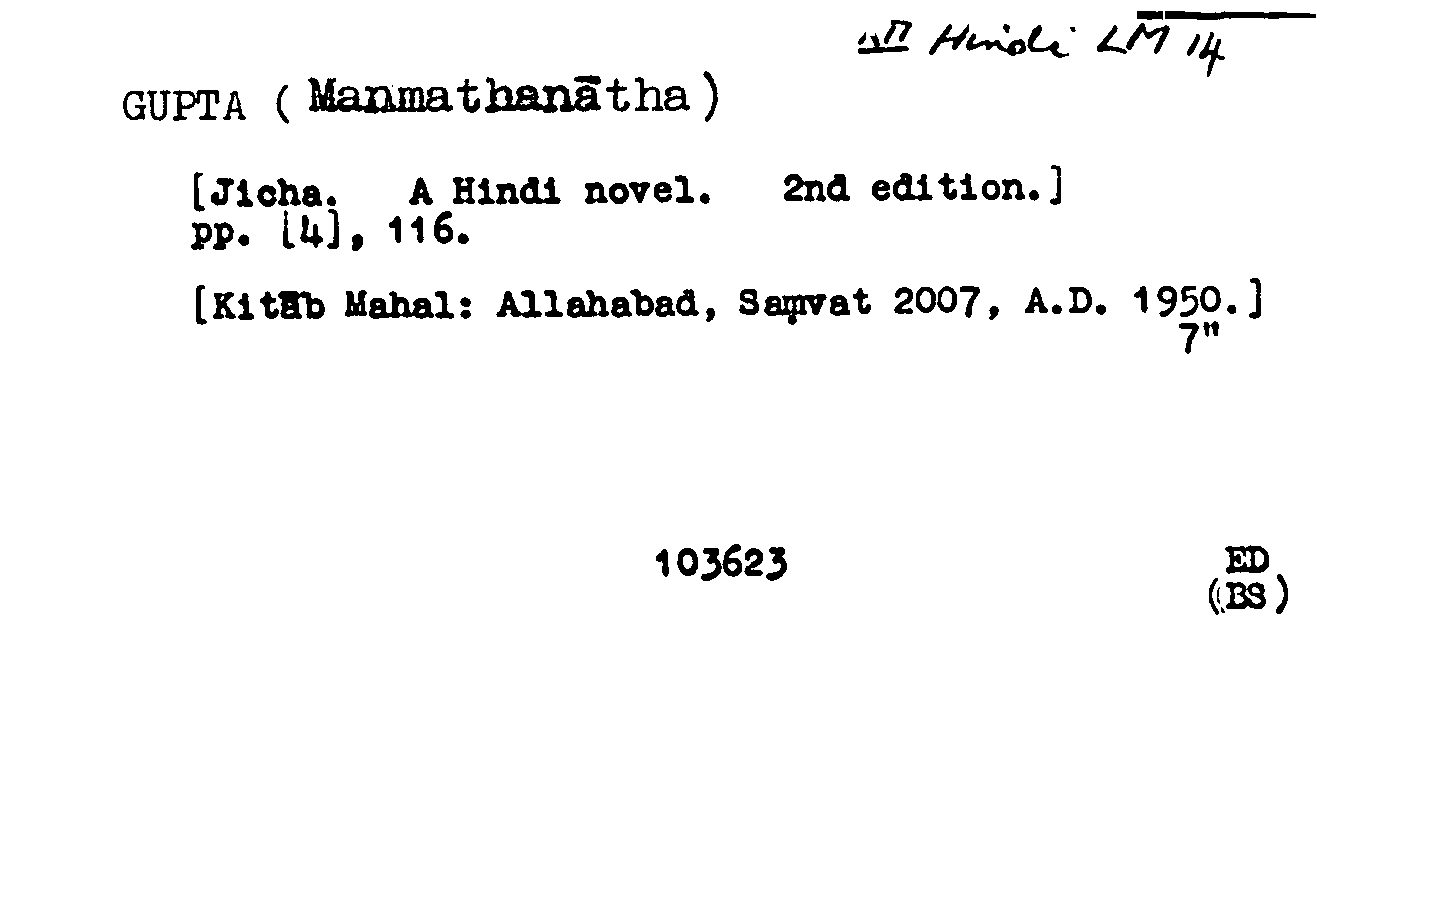 Hindi LM 14
GUPTA (Manmathanātha)
[Jicha. A Hindi novel. 2nd edition.]
pp. [4], 116.
[Kitāb Mahal: Allahabad, Saṃvat 2007, A.D. 1950.]
7"
103623
ED
(BS)